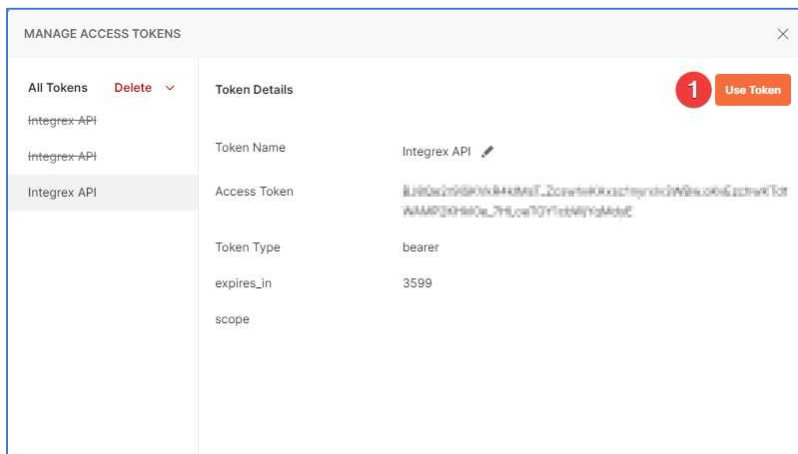 MANAGE ACCESS TOKENS
All Tokens Delete
Integrex API
Integrex API
Integrex API
Token Details
1 Use Token
Token Name Integrex API
Access Token
Token Type bearer
expires_in 3599
scope